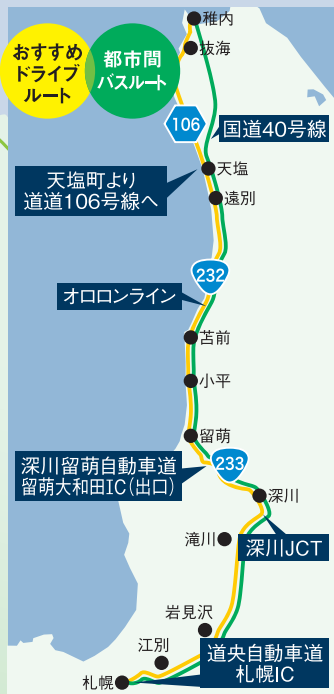 稚内
抜海
おすすめ
ドライブ
ルート
都市間
バスルート
106
国道40号線
天塩町より
道道106号線へ
天塩
遠別
232
オロロンライン
苫前
小平
留萌
深川留萌自動車道
留萌大和田IC(出口)
233
深川
滝川
深川JCT
岩見沢
江別
道央自動車道
札幌IC
札幌